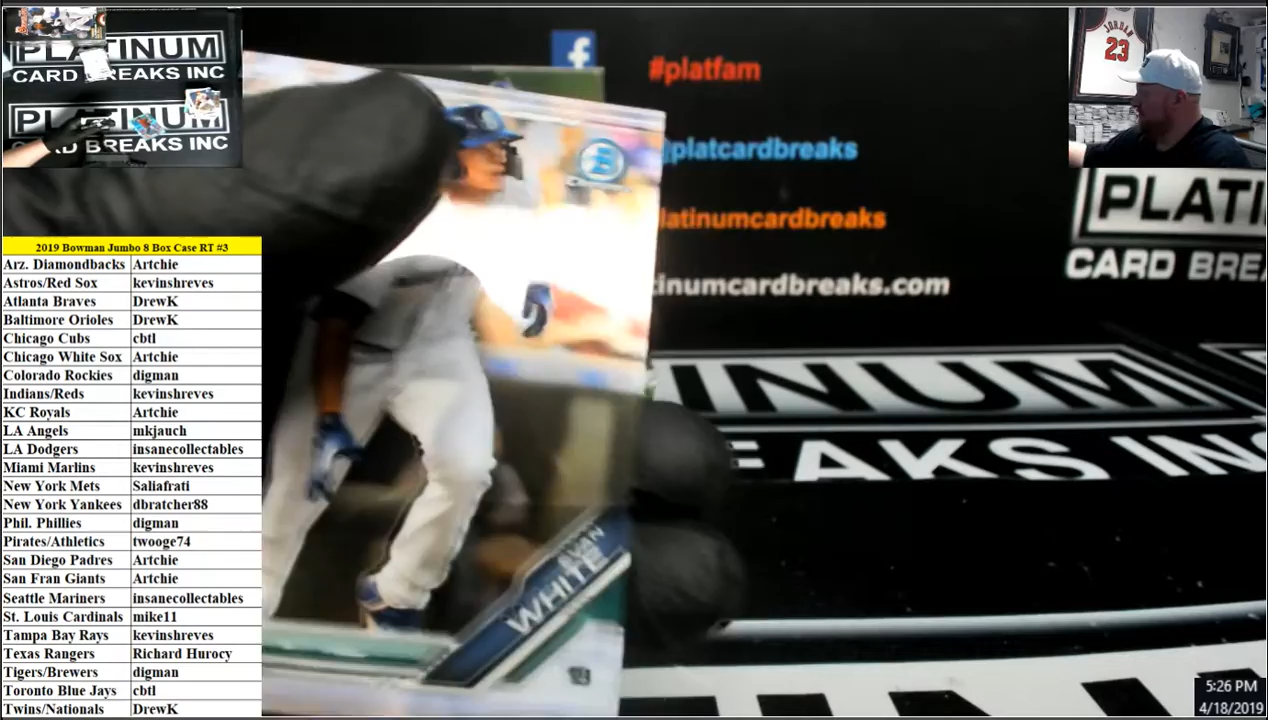 PLATINUM
CARD BREAKS INC
PLATINUM
CARD BREAKS INC
#platfam
@platcardbreaks
latinumcardbreaks
tinumcardbreaks.com
JORDAN
23
PLATI
CARD BREA
INUM
EAKS INC
EVAN
WHITE
2019 Bowman Jumbo 8 Box Case RT #3
Arz. Diamondbacks Artchie
Astros/Red Sox kevinshreves
Atlanta Braves DrewK
Baltimore Orioles DrewK
Chicago Cubs cbtl
Chicago White Sox Artchie
Colorado Rockies digman
Indians/Reds kevinshreves
KC Royals Artchie
LA Angels mkjauch
LA Dodgers insanecollectables
Miami Marlins kevinshreves
New York Mets Saliafrati
New York Yankees dbratcher88
Phil. Phillies digman
Pirates/Athletics twooge74
San Diego Padres Artchie
San Fran Giants Artchie
Seattle Mariners insanecollectables
St. Louis Cardinals mike11
Tampa Bay Rays kevinshreves
Texas Rangers Richard Hurocy
Tigers/Brewers digman
Toronto Blue Jays cbtl
Twins/Nationals DrewK
5:26 PM
4/18/2019